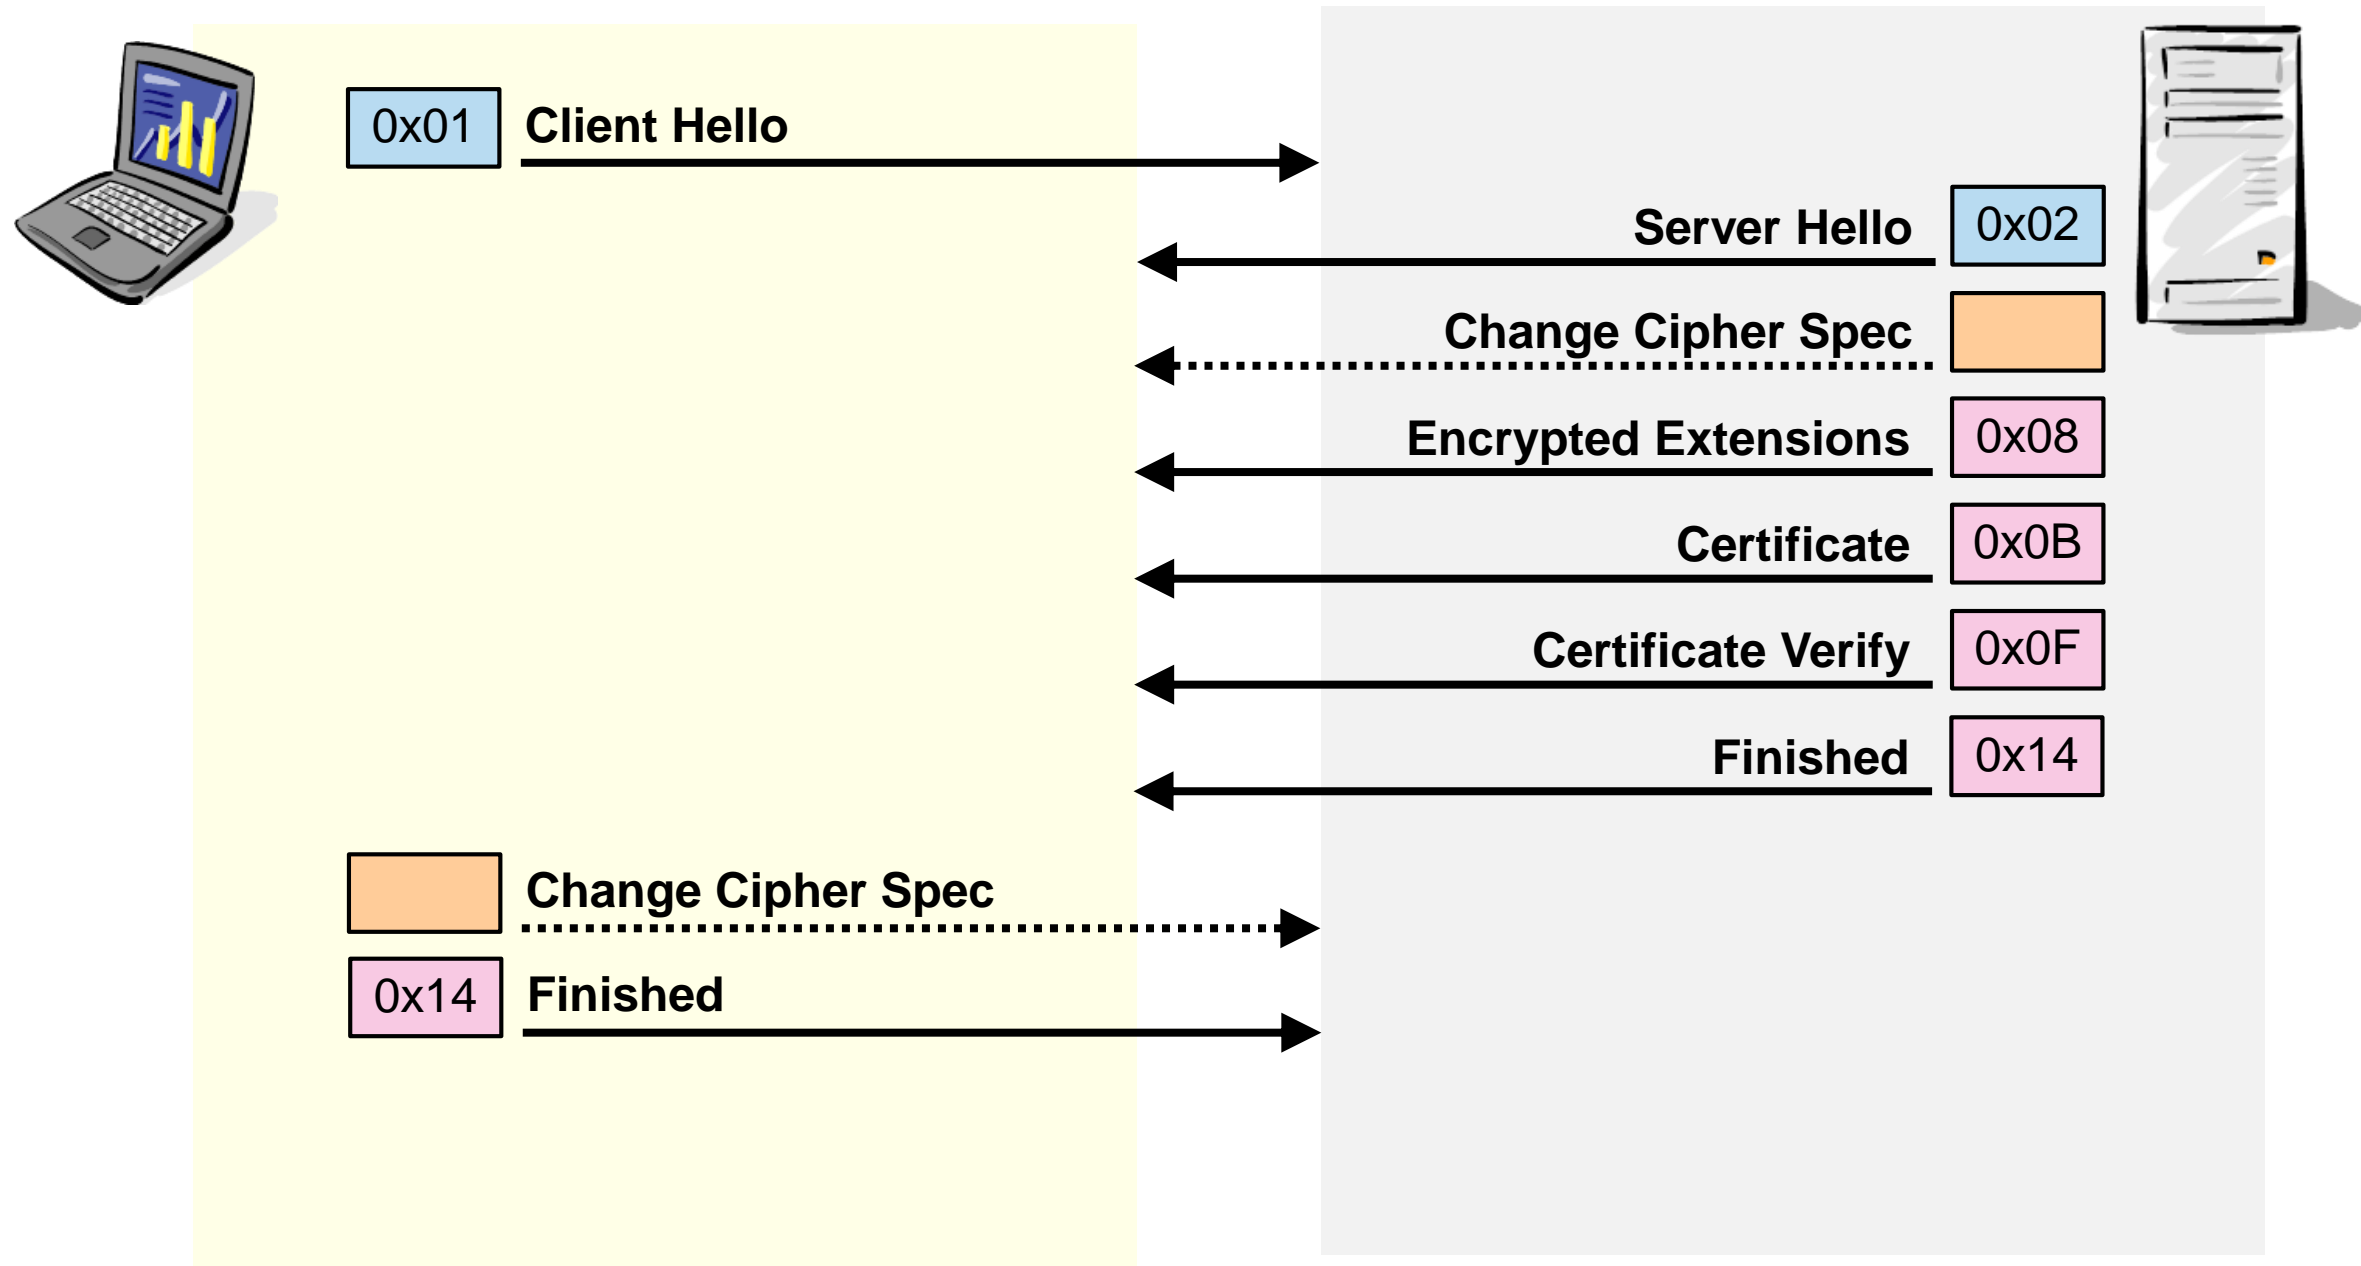 0x01 Client Hello
Server Hello 0x02
Change Cipher Spec
Encrypted Extensions 0x08
Certificate 0x0B
Certificate Verify 0x0F
Finished 0x14
Change Cipher Spec
0x14 Finished